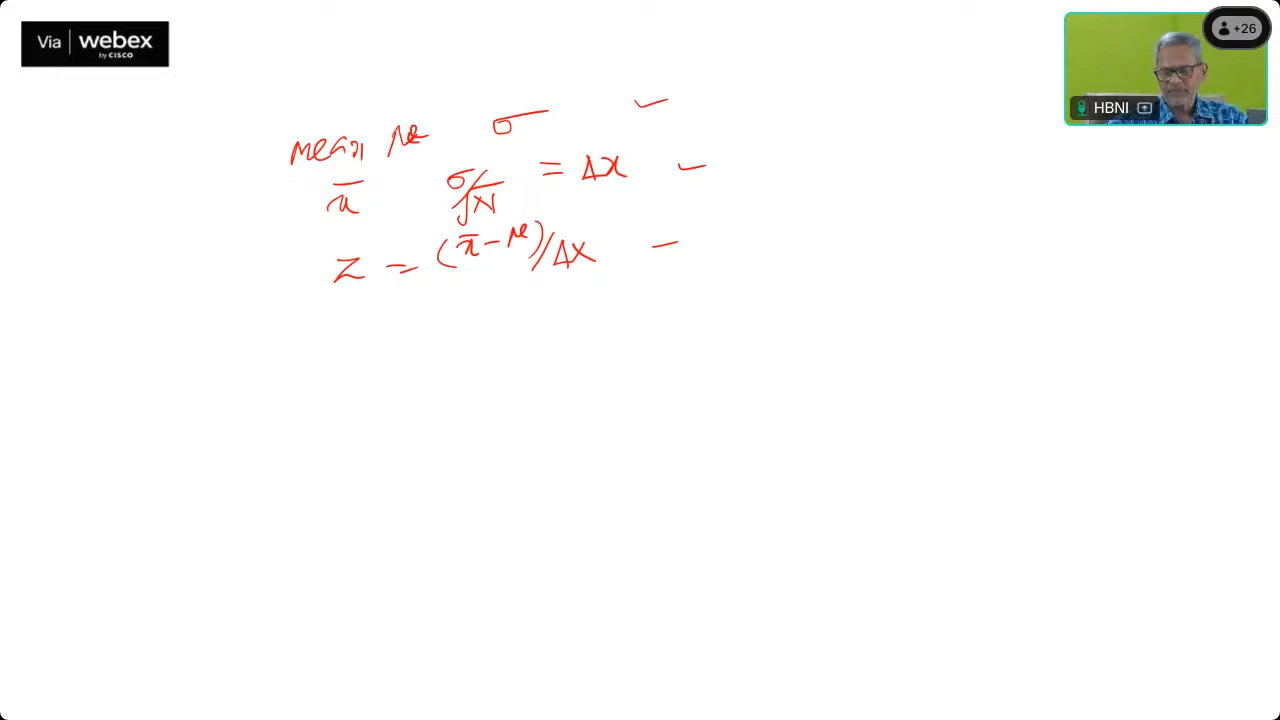 Via webex
by CISCO
+26
HBNI
mean μ σ ✓
x̄ σ/√N = Δx ✓
z = (x̄ - μ)/Δx –